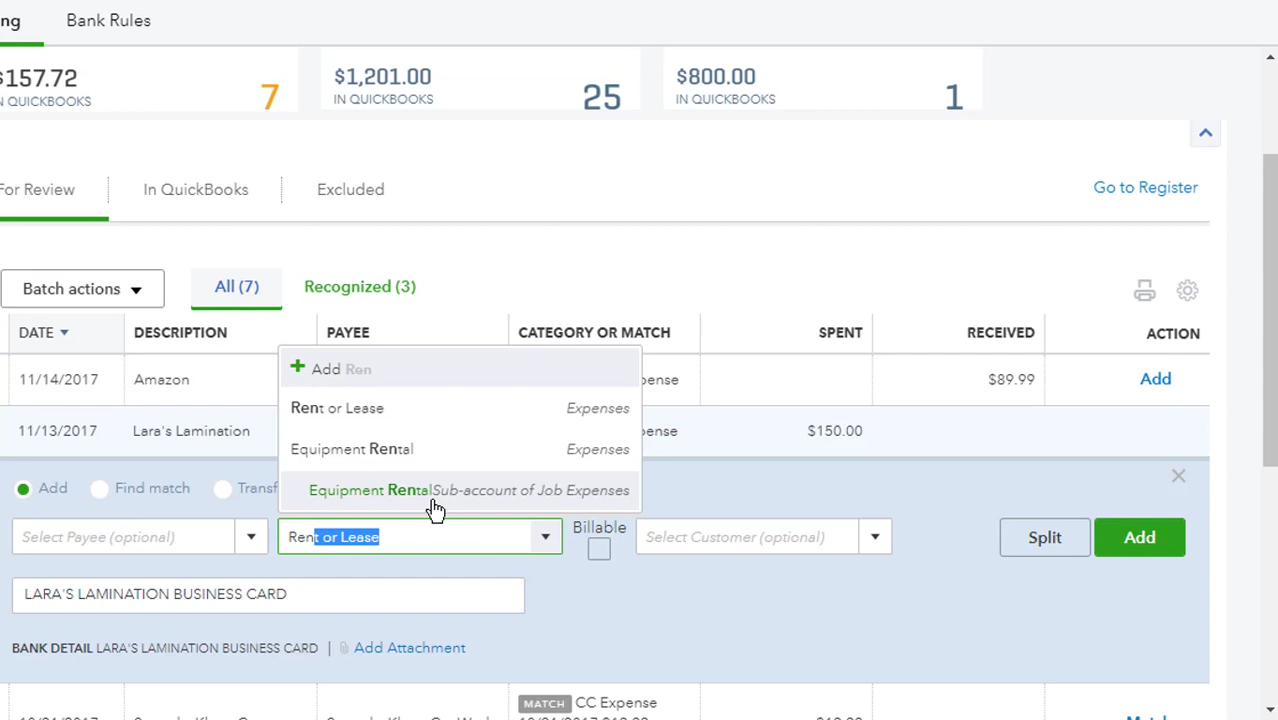 ng Bank Rules
$157.72 $1,201.00 $800.00
N QUICKBOOKS 7 IN QUICKBOOKS 25 IN QUICKBOOKS 1
For Review In QuickBooks Excluded Go to Register
Batch actions All (7) Recognized (3)
DATE DESCRIPTION PAYEE CATEGORY OR MATCH SPENT RECEIVED ACTION
Add Ren
11/14/2017 Amazon ense $89.99 Add
Rent or Lease Expenses
11/13/2017 Lara's Lamination ense $150.00
Equipment Rental Expenses
Add Find match Transf
Equipment Rental Sub-account of Job Expenses
Select Payee (optional) Rent or Lease Billable Select Customer (optional) Split Add
LARA'S LAMINATION BUSINESS CARD
BANK DETAIL LARA'S LAMINATION BUSINESS CARD | Add Attachment
MATCH CC Expense